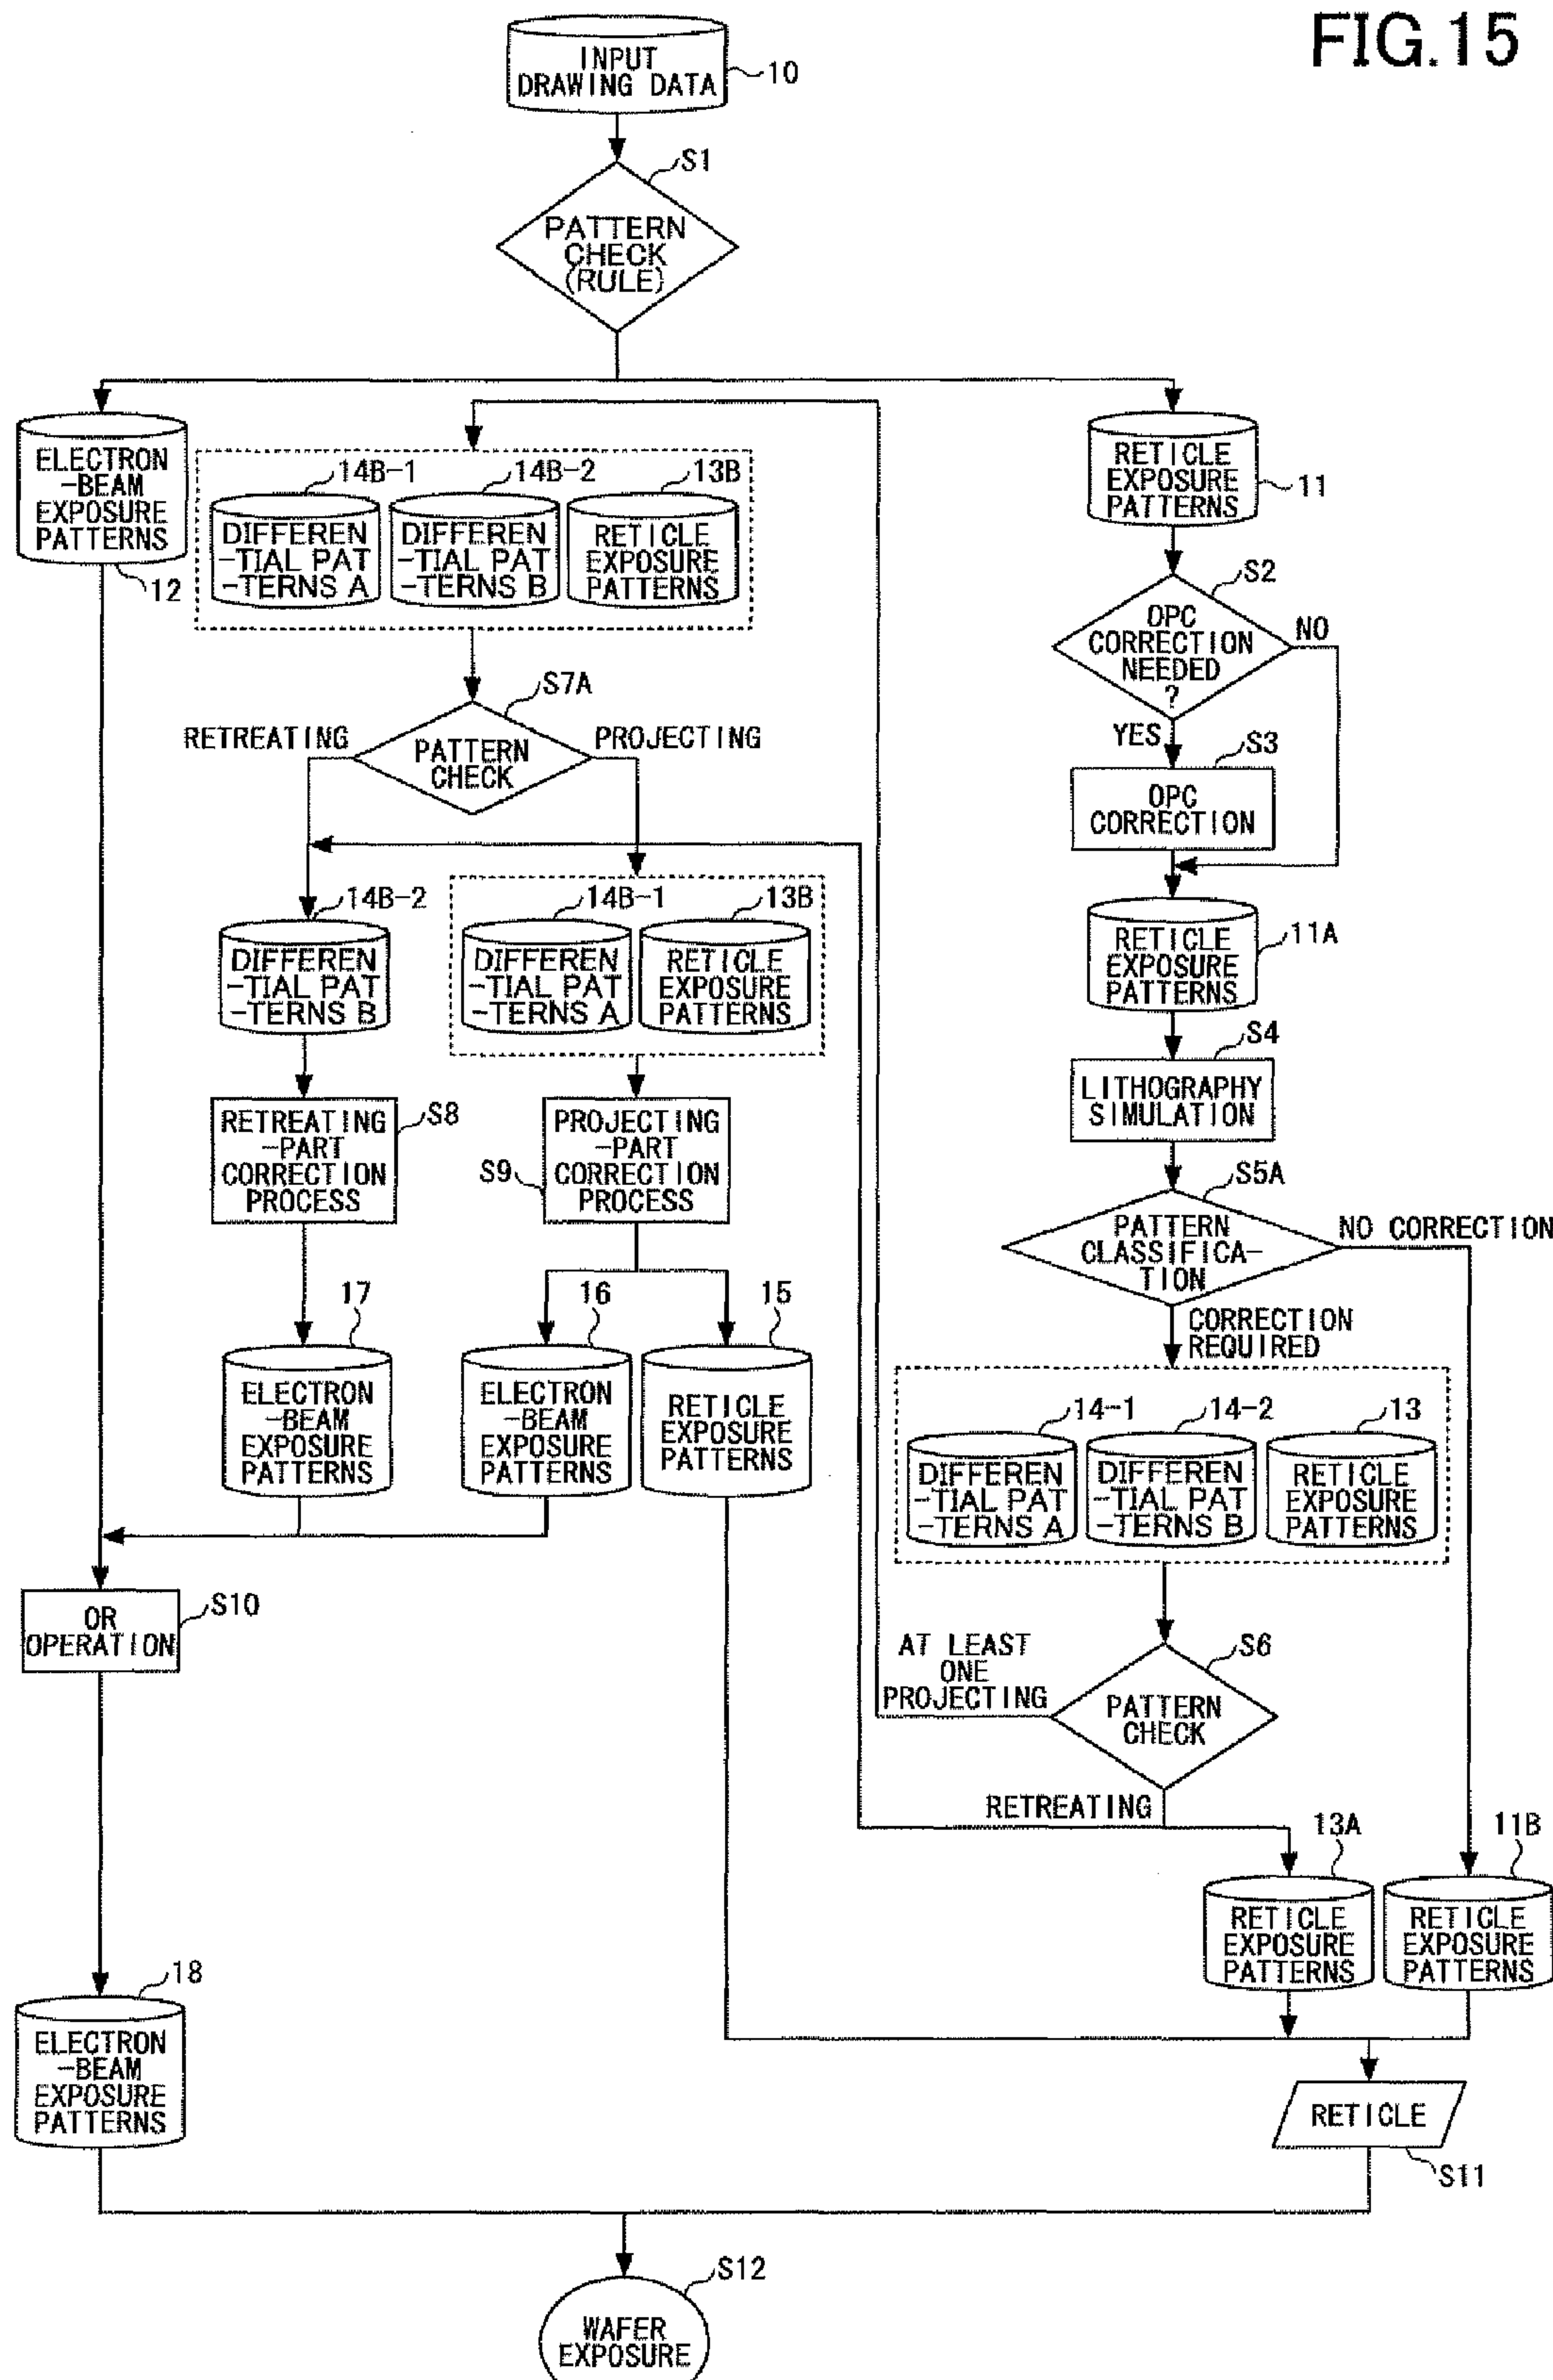 FIG.15
INPUT
DRAWING DATA
10
S1
PATTERN
CHECK
(RULE)
ELECTRON
-BEAM
EXPOSURE
PATTERNS
12
14B-1
DIFFEREN
-TIAL PAT
-TERNS A
14B-2
DIFFEREN
-TIAL PAT
-TERNS B
13B
RETICLE
EXPOSURE
PATTERNS
RETICLE
EXPOSURE
PATTERNS
11
S2
OPC
CORRECTION
NEEDED
?
NO
YES
S3
OPC
CORRECTION
S7A
RETREATING
PATTERN
CHECK
PROJECTING
14B-2
DIFFEREN
-TIAL PAT
-TERNS B
14B-1
DIFFEREN
-TIAL PAT
-TERNS A
13B
RETICLE
EXPOSURE
PATTERNS
RETICLE
EXPOSURE
PATTERNS
11A
S4
LITHOGRAPHY
SIMULATION
RETREATING
-PART
CORRECTION
PROCESS
S8
S9
PROJECTING
-PART
CORRECTION
PROCESS
S5A
PATTERN
CLASSIFICA-
TION
NO CORRECTION
CORRECTION
REQUIRED
17
ELECTRON
-BEAM
EXPOSURE
PATTERNS
16
ELECTRON
-BEAM
EXPOSURE
PATTERNS
15
RETICLE
EXPOSURE
PATTERNS
14-1
DIFFEREN
-TIAL PAT
-TERNS A
14-2
DIFFEREN
-TIAL PAT
-TERNS B
13
RETICLE
EXPOSURE
PATTERNS
OR
OPERATION
S10
AT LEAST
ONE
PROJECTING
S6
PATTERN
CHECK
RETREATING
13A
RETICLE
EXPOSURE
PATTERNS
11B
RETICLE
EXPOSURE
PATTERNS
18
ELECTRON
-BEAM
EXPOSURE
PATTERNS
RETICLE
S11
S12
WAFER
EXPOSURE